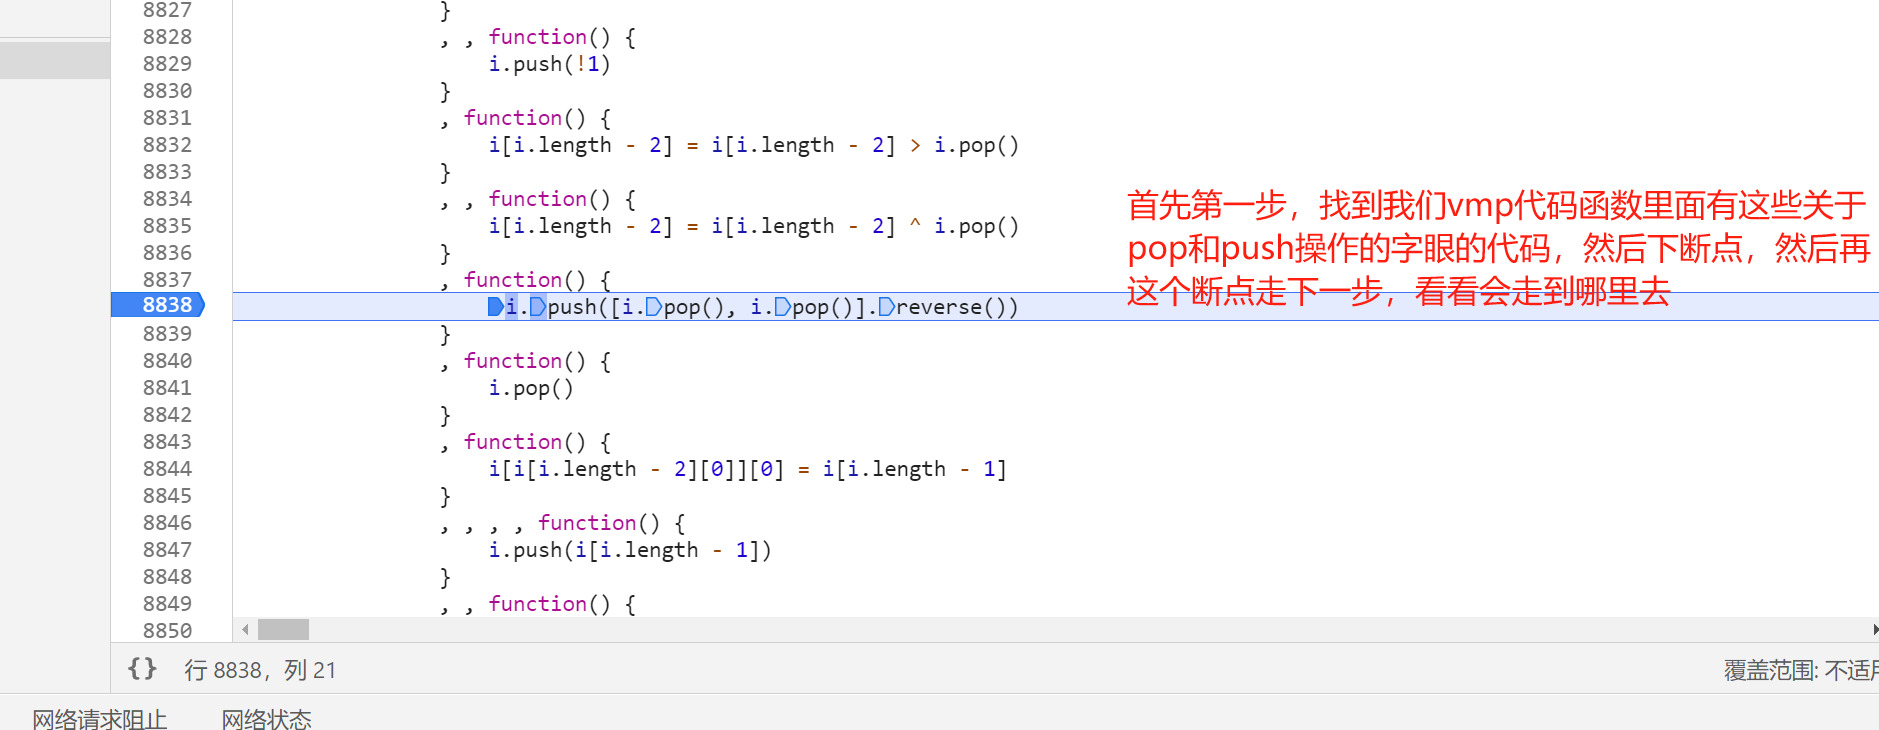 8827 }
8828 , , function() {
8829 i.push(!1)
8830 }
8831 , function() {
8832 i[i.length - 2] = i[i.length - 2] > i.pop()
8833 }
8834 , , function() {
8835 i[i.length - 2] = i[i.length - 2] ^ i.pop()
8836 }
8837 , function() {
8838 i.push([i.pop(), i.pop()].reverse())
8839 }
8840 , function() {
8841 i.pop()
8842 }
8843 , function() {
8844 i[i[i.length - 2][0]][0] = i[i.length - 1]
8845 }
8846 , , , , function() {
8847 i.push(i[i.length - 1])
8848 }
8849 , , function() {
8850
首先第一步，找到我们vmp代码函数里面有这些关于
pop和push操作的字眼的代码，然后下断点，然后再
这个断点走下一步，看看会走到哪里去
{} 行 8838，列 21
覆盖范围: 不适
网络请求阻止 网络状态